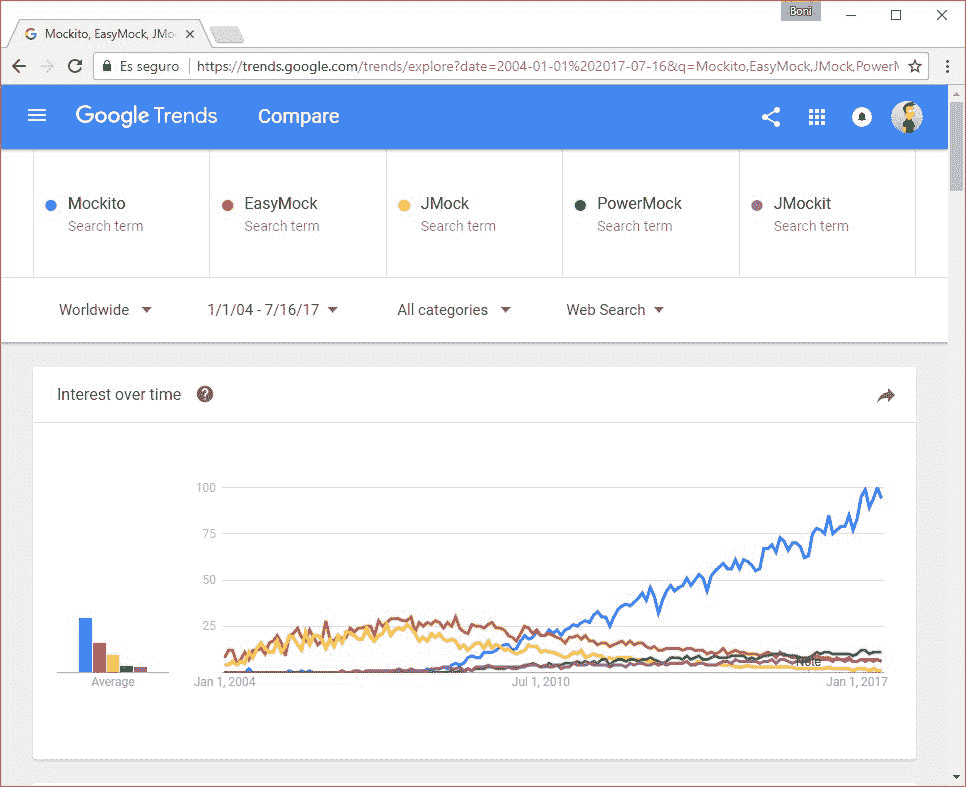 Boni
Mockito, EasyMock, JMo
Es seguro https://trends.google.com/trends/explore?date=2004-01-01%202017-07-16&q=Mockito,EasyMock,JMock,PowerM
Google Trends Compare
Mockito EasyMock JMock PowerMock JMockit
Search term Search term Search term Search term Search term
Worldwide 1/1/04 - 7/16/17 All categories Web Search
Interest over time ?
100
75
50
25
Note
Average Jan 1, 2004 Jul 1, 2010 Jan 1, 2017